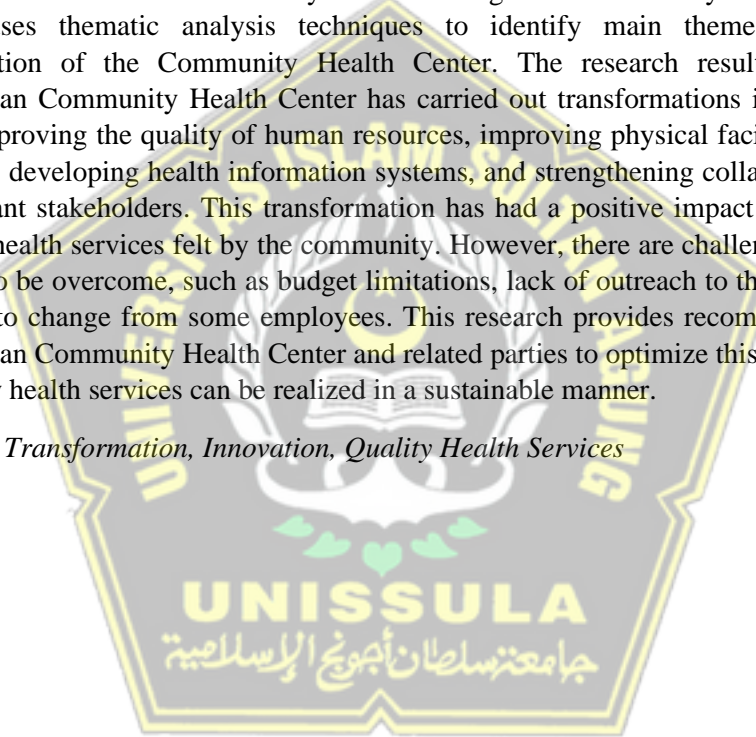 ses thematic analysis techniques to identify main theme
tion of the Community Health Center. The research result
an Community Health Center has carried out transformations i
proving the quality of human resources, improving physical faci
developing health information systems, and strengthening colla
ant stakeholders. This transformation has had a positive impact
health services felt by the community. However, there are challen
o be overcome, such as budget limitations, lack of outreach to th
to change from some employees. This research provides recom
an Community Health Center and related parties to optimize this
y health services can be realized in a sustainable manner.
Transformation, Innovation, Quality Health Services
UNIVERSITAS ISLAM SULTAN AGUNG
UNISSULA
جامعة سلطان أجونج الإسلامية